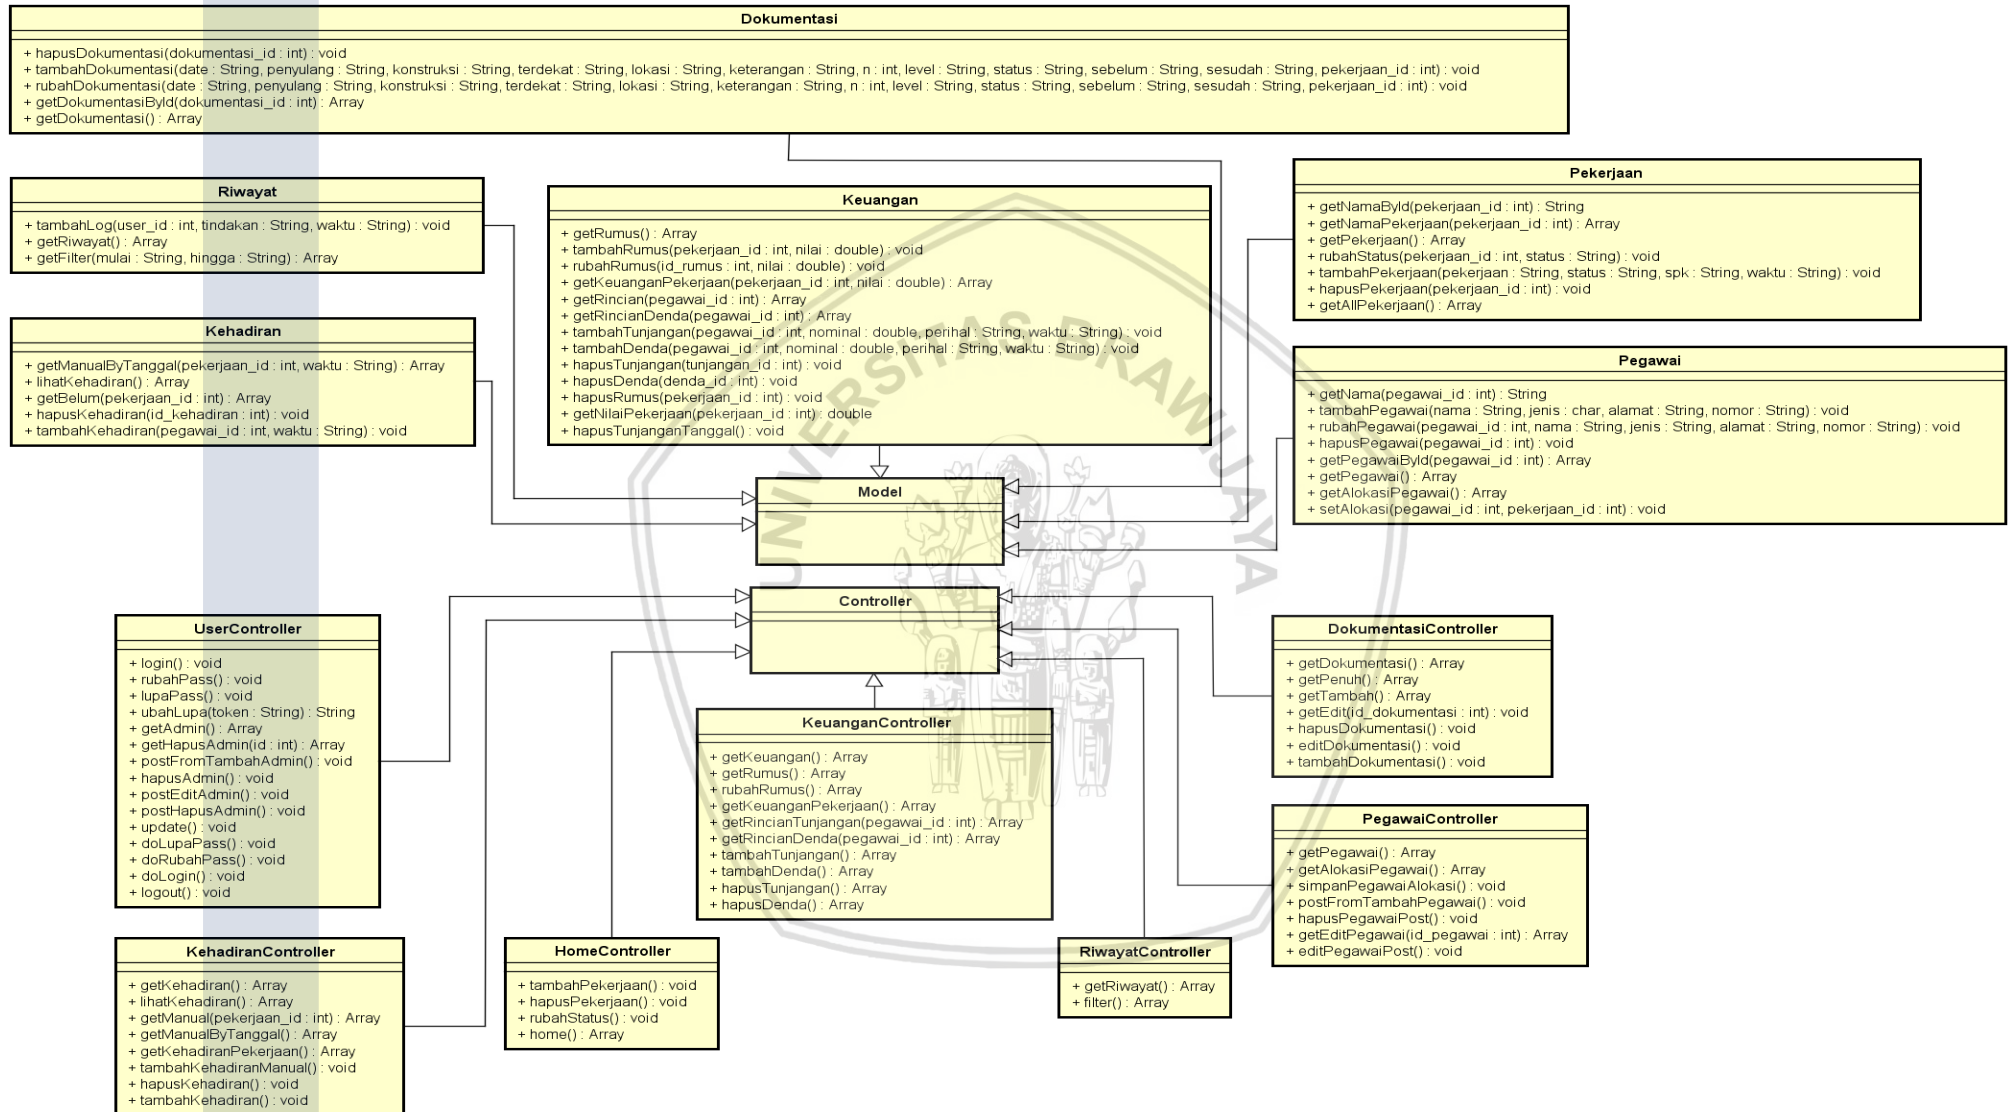 Dokumentasi
+ hapusDokumentasi(dokumentasi_id : int) : void
+ tambahDokumentasi(date : String, penyulang : String, konstruksi : String, terdekat : String, lokasi : String, keterangan : String, n : int, level : String, status : String, sebelum : String, sesudah : String, pekerjaan_id : int) : void
+ rubahDokumentasi(date : String, penyulang : String, konstruksi : String, terdekat : String, lokasi : String, keterangan : String, n : int, level : String, status : String, sebelum : String, sesudah : String, pekerjaan_id : int) : void
+ getDokumentasiById(dokumentasi_id : int) : Array
+ getDokumentasi() : Array
Riwayat
+ tambahLog(user_id : int, tindakan : String, waktu : String) : void
+ getRiwayat() : Array
+ getFilter(mulai : String, hingga : String) : Array
Keuangan
+ getRumus() : Array
+ tambahRumus(pekerjaan_id : int, nilai : double) : void
+ rubahRumus(id_rumus : int, nilai : double) : void
+ getKeuanganPekerjaan(pekerjaan_id : int, nilai : double) : Array
+ getRincian(pegawai_id : int) : Array
+ getRincianDenda(pegawai_id : int) : Array
+ tambahTunjangan(pegawai_id : int, nominal : double, perihal : String, waktu : String) : void
+ tambahDenda(pegawai_id : int, nominal : double, perihal : String, waktu : String) : void
+ hapusTunjangan(tunjangan_id : int) : void
+ hapusDenda(denda_id : int) : void
+ hapusRumus(pekerjaan_id : int) : void
+ getNilaiPekerjaan(pekerjaan_id : int) : double
+ hapusTunjanganTanggal() : void
Pekerjaan
+ getNamaById(pekerjaan_id : int) : String
+ getNamaPekerjaan(pekerjaan_id : int) : Array
+ getPekerjaan() : Array
+ rubahStatus(pekerjaan_id : int, status : String) : void
+ tambahPekerjaan(pekerjaan : String, status : String, spk : String, waktu : String) : void
+ hapusPekerjaan(pekerjaan_id : int) : void
+ getAllPekerjaan() : Array
Kehadiran
+ getManualByTanggal(pekerjaan_id : int, waktu : String) : Array
+ lihatKehadiran() : Array
+ getBelum(pekerjaan_id : int) : Array
+ hapusKehadiran(id_kehadiran : int) : void
+ tambahKehadiran(pegawai_id : int, waktu : String) : void
Pegawai
+ getNama(pegawai_id : int) : String
+ tambahPegawai(nama : String, jenis : char, alamat : String, nomor : String) : void
+ rubahPegawai(pegawai_id : int, nama : String, jenis : String, alamat : String, nomor : String) : void
+ hapusPegawai(pegawai_id : int) : void
+ getPegawaiById(pegawai_id : int) : Array
+ getPegawai() : Array
+ getAlokasiPegawai() : Array
+ setAlokasi(pegawai_id : int, pekerjaan_id : int) : void
UNIVERSITAS BRAWIJAYA
Model
Controller
UserController
+ login() : void
+ rubahPass() : void
+ lupaPass() : void
+ ubahLupa(token : String) : String
+ getAdmin() : Array
+ getHapusAdmin(id : int) : Array
+ postFromTambahAdmin() : void
+ hapusAdmin() : void
+ postEditAdmin() : void
+ postHapusAdmin() : void
+ update() : void
+ doLupaPass() : void
+ doRubahPass() : void
+ doLogin() : void
+ logout() : void
DokumentasiController
+ getDokumentasi() : Array
+ getPenuh() : Array
+ getTambah() : Array
+ getEdit(id_dokumentasi : int) : void
+ hapusDokumentasi() : void
+ editDokumentasi() : void
+ tambahDokumentasi() : void
KeuanganController
+ getKeuangan() : Array
+ getRumus() : Array
+ rubahRumus() : Array
+ getKeuanganPekerjaan() : Array
+ getRincianTunjangan(pegawai_id : int) : Array
+ getRincianDenda(pegawai_id : int) : Array
+ tambahTunjangan() : Array
+ tambahDenda() : Array
+ hapusTunjangan() : Array
+ hapusDenda() : Array
PegawaiController
+ getPegawai() : Array
+ getAlokasiPegawai() : Array
+ simpanPegawaiAlokasi() : void
+ postFromTambahPegawai() : void
+ hapusPegawaiPost() : void
+ getEditPegawai(id_pegawai : int) : Array
+ editPegawaiPost() : void
KehadiranController
+ getKehadiran() : Array
+ lihatKehadiran() : Array
+ getManual(pekerjaan_id : int) : Array
+ getManualByTanggal() : Array
+ getKehadiranPekerjaan() : Array
+ tambahKehadiranManual() : void
+ hapusKehadiran() : void
+ tambahKehadiran() : void
HomeController
+ tambahPekerjaan() : void
+ hapusPekerjaan() : void
+ rubahStatus() : void
+ home() : Array
RiwayatController
+ getRiwayat() : Array
+ filter() : Array